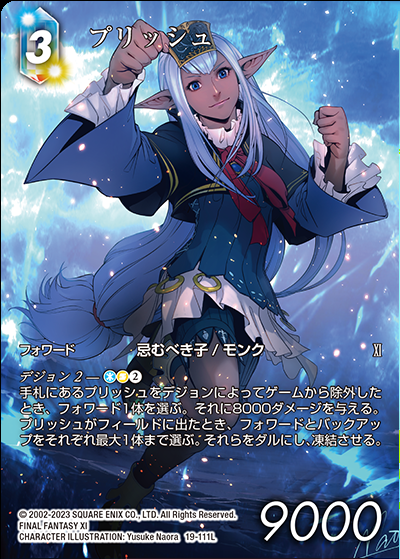 3
プリッシュ
フォワード 忌むべき子 / モンク XI
デジョン 2 ― 氷 土 2
手札にあるプリッシュをデジョンによってゲームから除外した
とき、フォワード1体を選ぶ。それに8000ダメージを与える。
プリッシュがフィールドに出たとき、フォワードとバックアッ
プをそれぞれ最大1体まで選ぶ。それらをダルにし、凍結させる。
© 2002-2023 SQUARE ENIX CO., LTD. All Rights Reserved.
FINAL FANTASY XI
CHARACTER ILLUSTRATION: Yusuke Naora 19-111L
9000